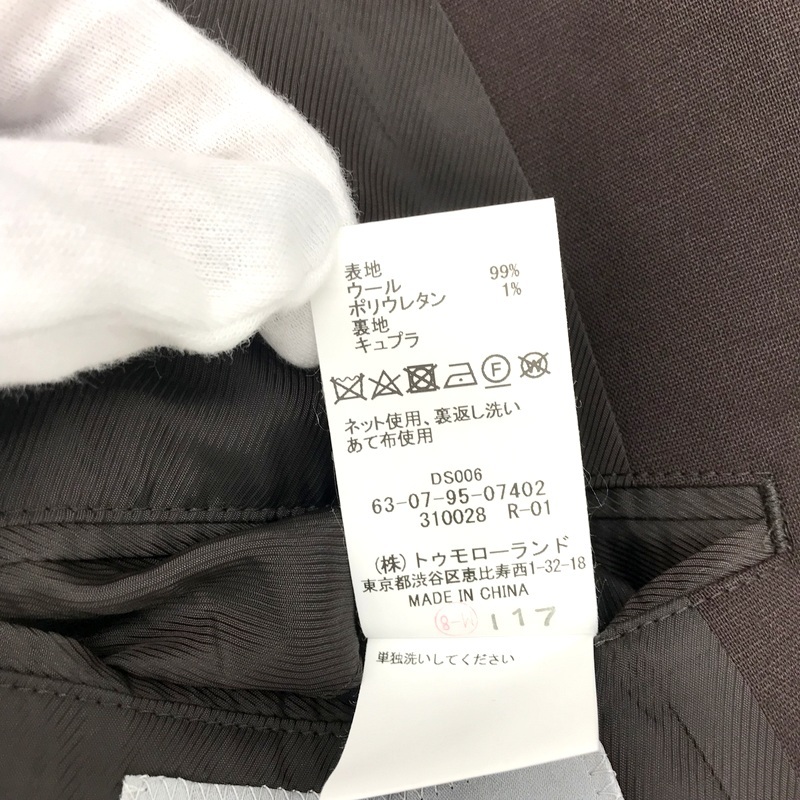 表地
ウール 99%
ポリウレタン 1%
裏地
キュプラ
F W
ネット使用、裏返し洗い
あて布使用
DS006
63-07-95-07402
310028 R-01
(株)トゥモローランド
東京都渋谷区恵比寿西1-32-18
MADE IN CHINA
117
単独洗いしてください